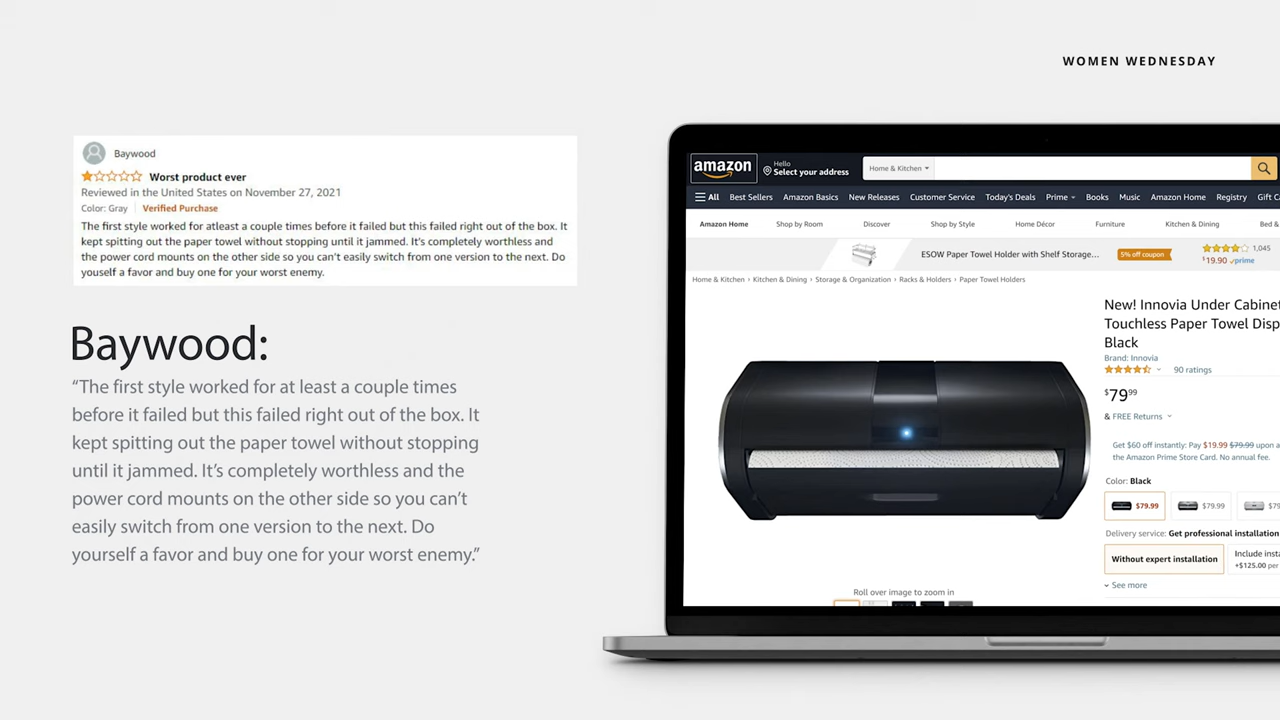 WOMEN WEDNESDAY
Baywood
Worst product ever
Reviewed in the United States on November 27, 2021
Color: Gray Verified Purchase
The first style worked for atleast a couple times before it failed but this failed right out of the box. It
kept spitting out the paper towel without stopping until it jammed. It's completely worthless and
the power cord mounts on the other side so you can't easily switch from one version to the next. Do
youself a favor and buy one for your worst enemy.
Baywood:
“The first style worked for at least a couple times
before it failed but this failed right out of the box. It
kept spitting out the paper towel without stopping
until it jammed. It’s completely worthless and the
power cord mounts on the other side so you can’t
easily switch from one version to the next. Do
yourself a favor and buy one for your worst enemy.”
amazon
Hello
Select your address
Home & Kitchen
All Best Sellers Amazon Basics New Releases Customer Service Today's Deals Prime Books Music Amazon Home Registry Gift C
Amazon Home Shop by Room Discover Shop by Style Home Décor Furniture Kitchen & Dining Bed &
ESOW Paper Towel Holder with Shelf Storage... 5% off coupon 1,045
$19.90 prime
Home & Kitchen › Kitchen & Dining › Storage & Organization › Racks & Holders › Paper Towel Holders
New! Innovia Under Cabinet
Touchless Paper Towel Disp
Black
Brand: Innovia
90 ratings
$79.99
& FREE Returns
Get $60 off instantly: Pay $19.99 $79.99 upon a
the Amazon Prime Store Card. No annual fee.
Color: Black
$79.99 $79.99 $79
Delivery service: Get professional installation
Without expert installation
Include insta
+$125.00 per
See more
Roll over image to zoom in